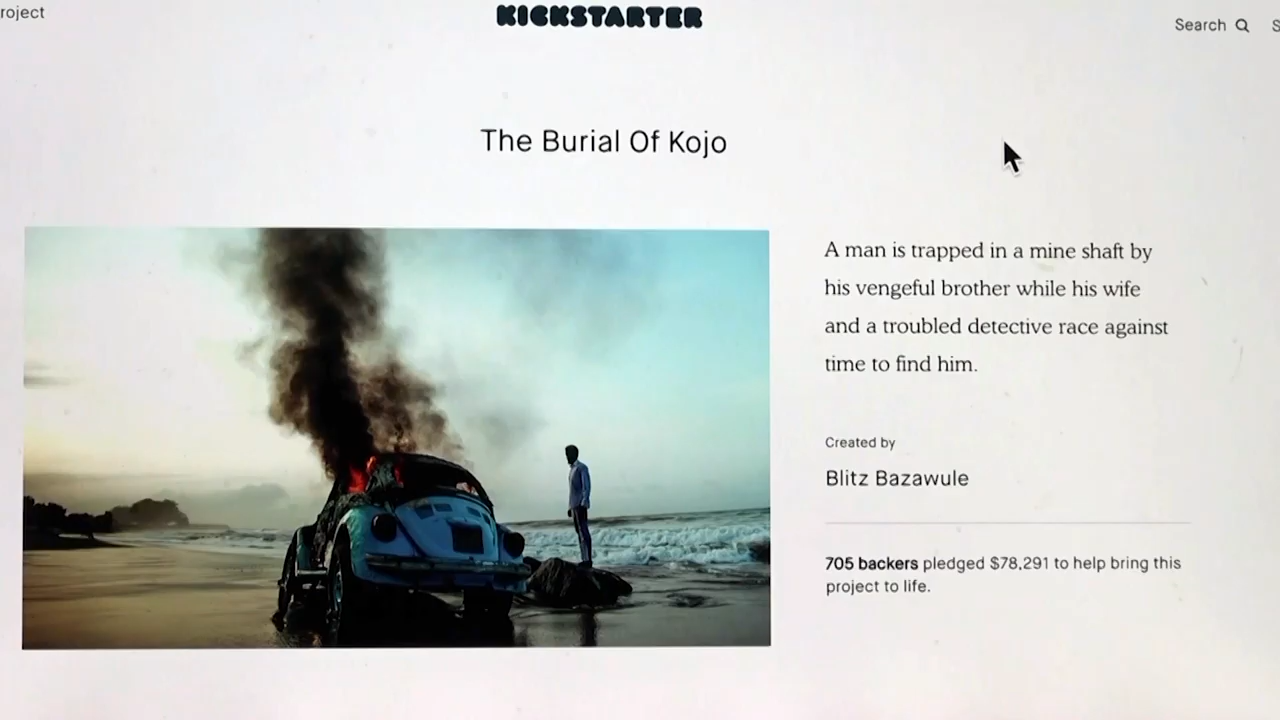 roject
KICKSTARTER
Search
S
The Burial Of Kojo
A man is trapped in a mine shaft by
his vengeful brother while his wife
and a troubled detective race against
time to find him.
Created by
Blitz Bazawule
705 backers pledged $78,291 to help bring this
project to life.